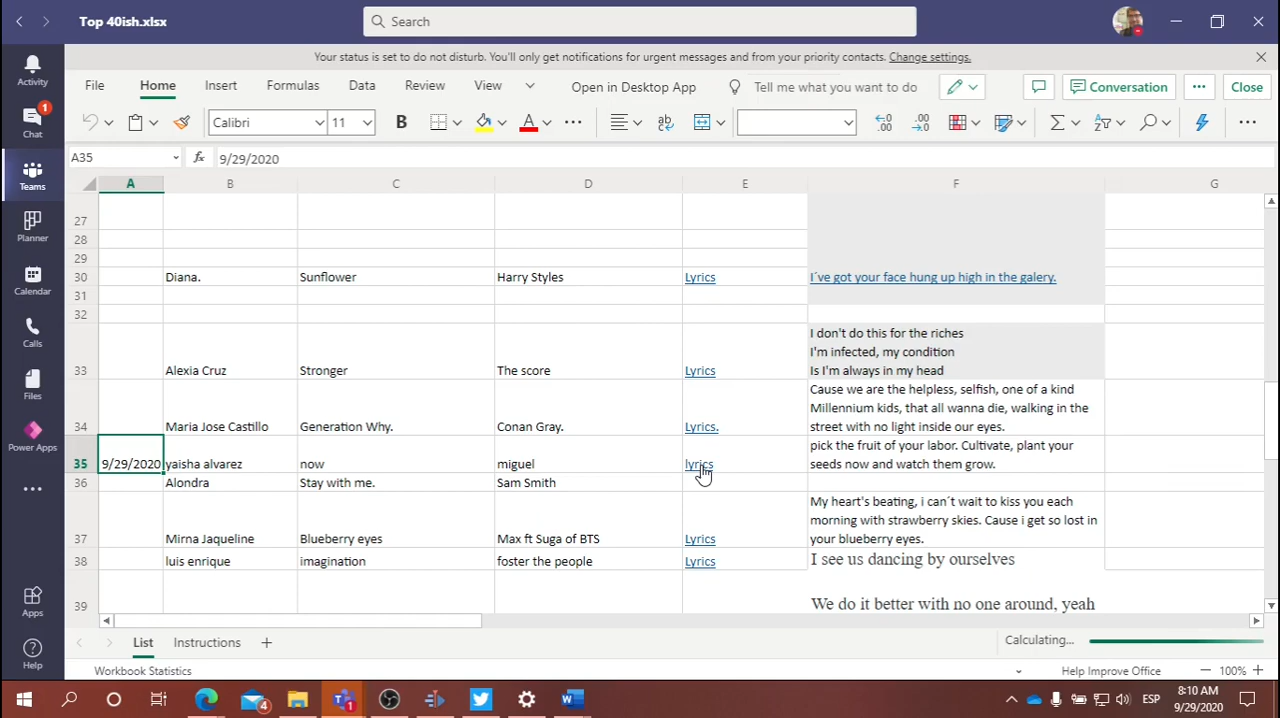 Top 40ish.xlsx
Search
Your status is set to do not disturb. You'll only get notifications for urgent messages and from your priority contacts. Change settings.
Activity
Chat
1
Teams
Planner
Calendar
Calls
Files
Power Apps
Apps
Help
File Home Insert Formulas Data Review View Open in Desktop App Tell me what you want to do Conversation Close
Calibri 11 B A
A35 fx 9/29/2020
A B C D E F G
27
28
29
30 Diana. Sunflower Harry Styles Lyrics I´ve got your face hung up high in the galery.
31
32
I don't do this for the riches
I'm infected, my condition
33 Alexia Cruz Stronger The score Lyrics Is I'm always in my head
Cause we are the helpless, selfish, one of a kind
Millennium kids, that all wanna die, walking in the
34 Maria Jose Castillo Generation Why. Conan Gray. Lyrics. street with no light inside our eyes.
pick the fruit of your labor. Cultivate, plant your
35 9/29/2020 yaisha alvarez now miguel lyrics seeds now and watch them grow.
36 Alondra Stay with me. Sam Smith
My heart's beating, i can´t wait to kiss you each
morning with strawberry skies. Cause i get so lost in
37 Mirna Jaqueline Blueberry eyes Max ft Suga of BTS Lyrics your blueberry eyes.
38 luis enrique imagination foster the people Lyrics I see us dancing by ourselves
39 We do it better with no one around, yeah
List Instructions Calculating...
Workbook Statistics Help Improve Office 100%
4 1 ESP 8:10 AM
9/29/2020